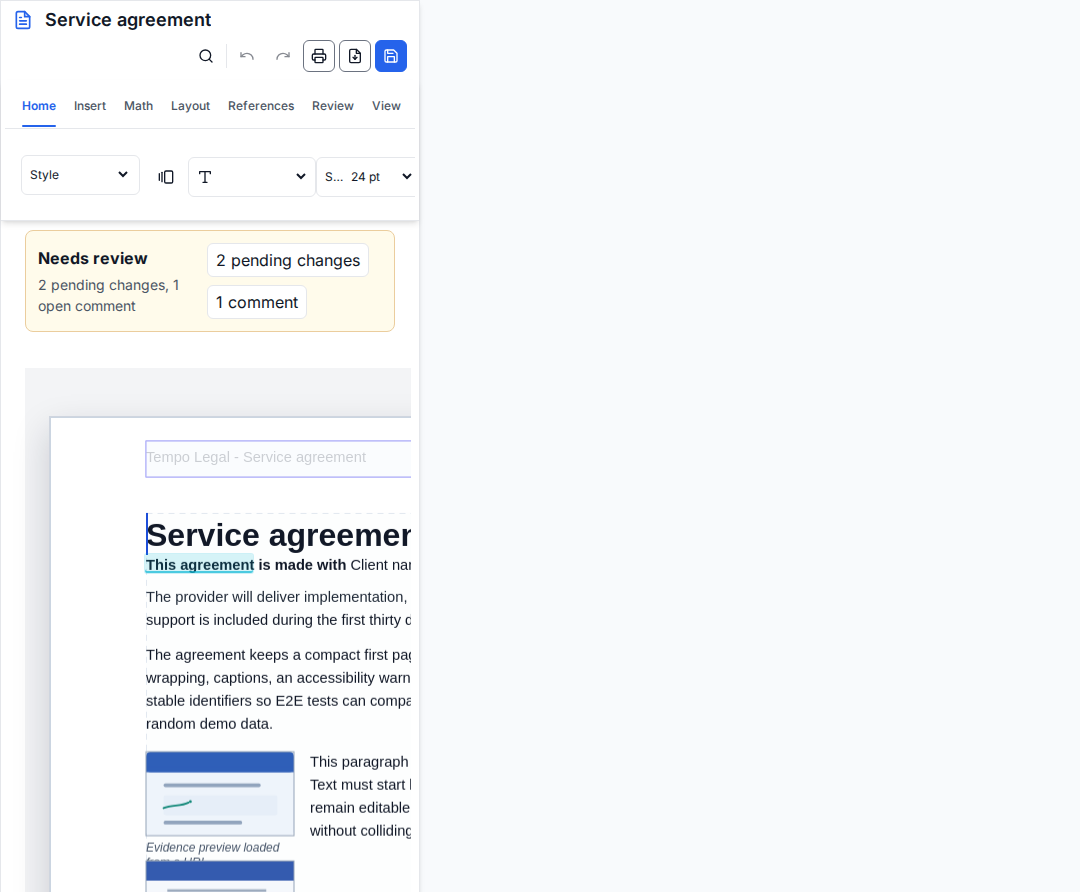 Service agreement
Home Insert Math Layout References Review View
Style
S... 24 pt
Needs review
2 pending changes, 1
open comment
2 pending changes
1 comment
Tempo Legal - Service agreement
Service agreemen
This agreement is made with Client nar
The provider will deliver implementation,
support is included during the first thirty d
The agreement keeps a compact first pag
wrapping, captions, an accessibility warn
stable identifiers so E2E tests can compa
random demo data.
This paragraph
Text must start
remain editable
without colliding
Evidence preview loaded
from a URL